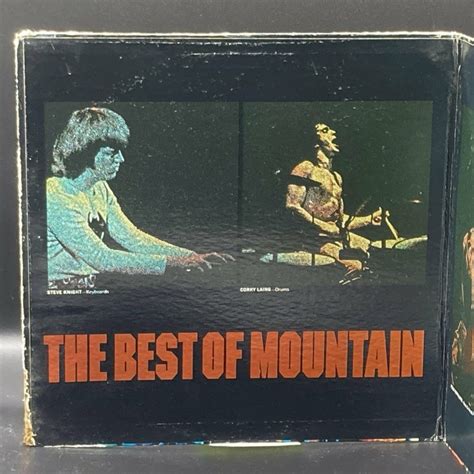 STEVE KNIGHT - Keyboards
CORKY LAING - Drums
THE BEST OF MOUNTAIN